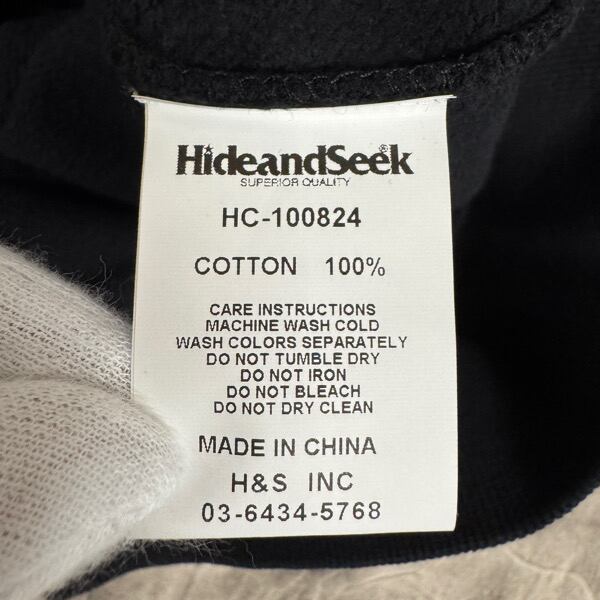 HideandSeek®
SUPERIOR QUALITY
HC-100824
COTTON 100%
CARE INSTRUCTIONS
MACHINE WASH COLD
WASH COLORS SEPARATELY
DO NOT TUMBLE DRY
DO NOT IRON
DO NOT BLEACH
DO NOT DRY CLEAN
MADE IN CHINA
H&S INC
03-6434-5768